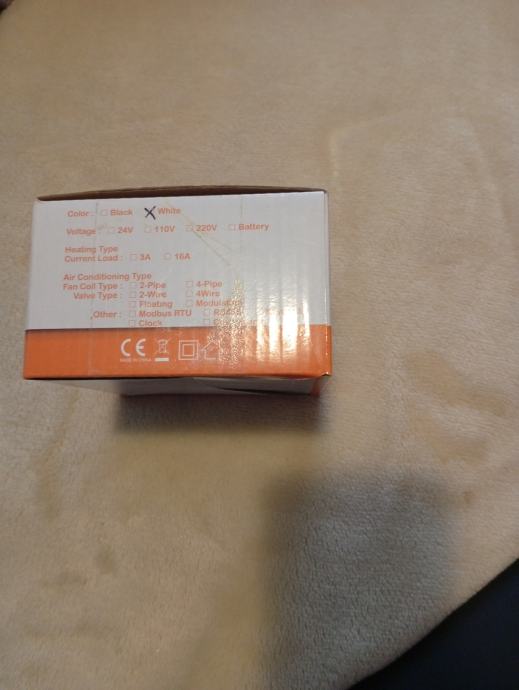 Color : □ Black ☒ White
Voltage : □ 24V □ 110V □ 220V □ Battery
Heating Type
Current Load : □ 3A □ 16A
Air Conditioning Type
Fan Coil Type : □ 2-Pipe □ 4-Pipe
Valve Type : □ 2-Wire □ 4Wire
□ Floating □ Modulating
Other : □ Modbus RTU □
□ Clock □
CE
MADE IN CHINA